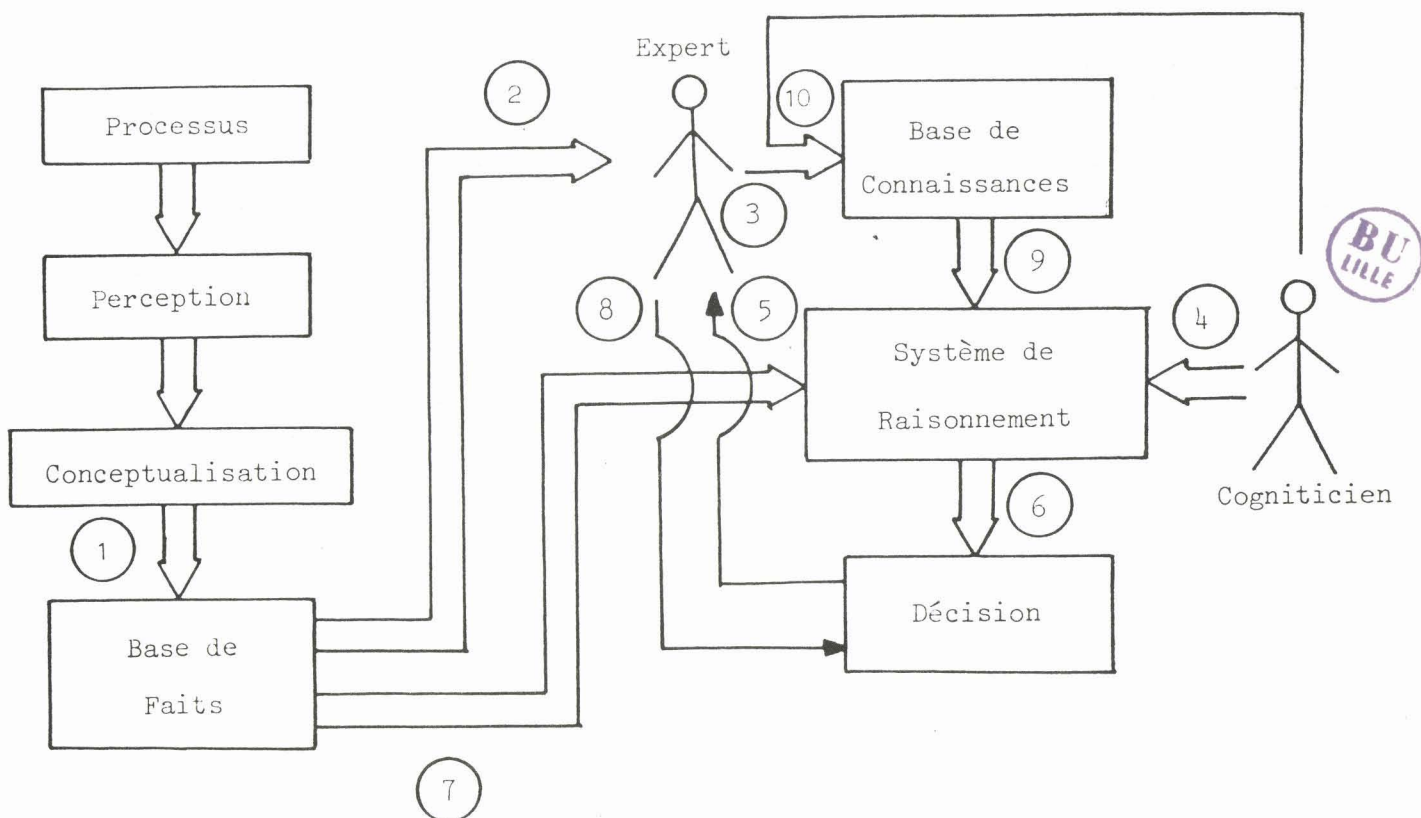 Expert
2
10
Processus
Base de
Connaissances
3
BU
LILLE
9
Perception
8
5
4
Système de
Raisonnement
Conceptualisation
Cogniticien
6
1
Décision
Base de
Faits
7